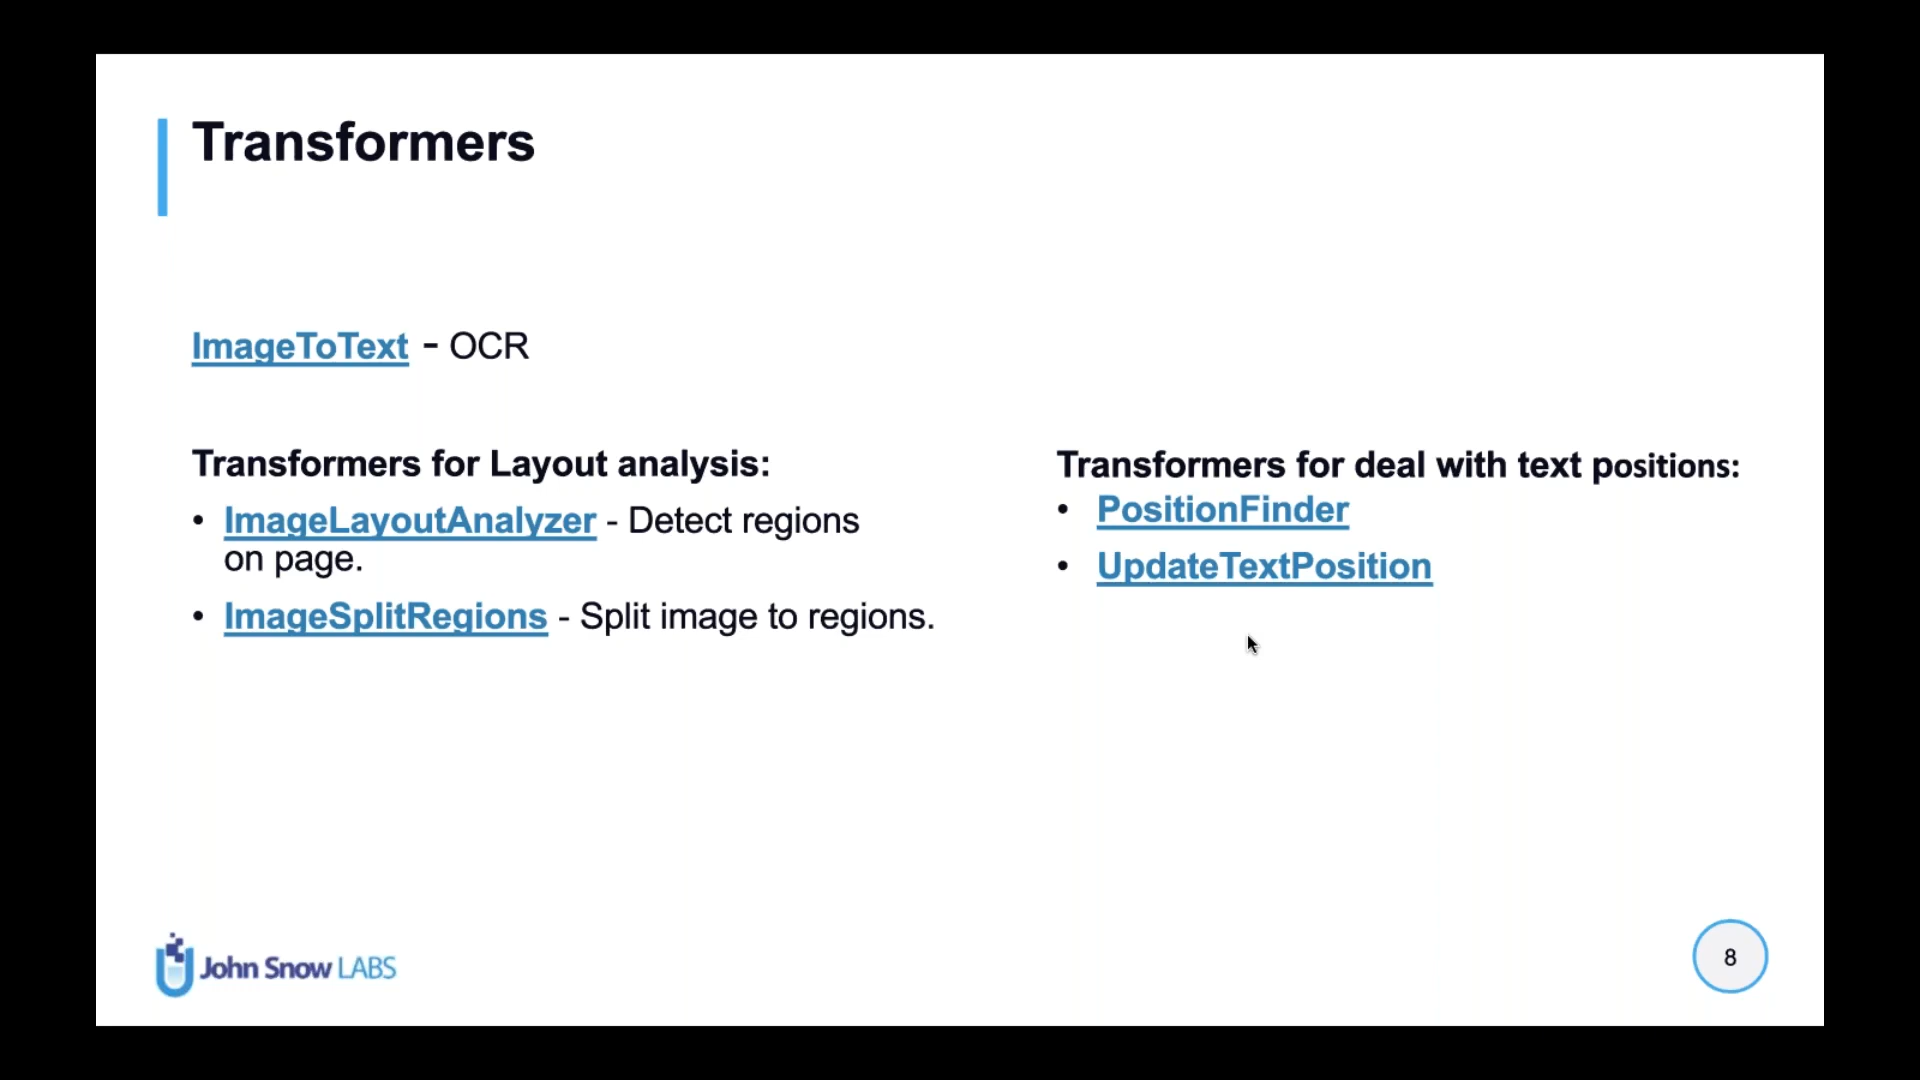 Transformers
ImageToText - OCR
Transformers for Layout analysis:
• ImageLayoutAnalyzer - Detect regions
on page.
• ImageSplitRegions - Split image to regions.
Transformers for deal with text positions:
• PositionFinder
• UpdateTextPosition
John Snow LABS
8